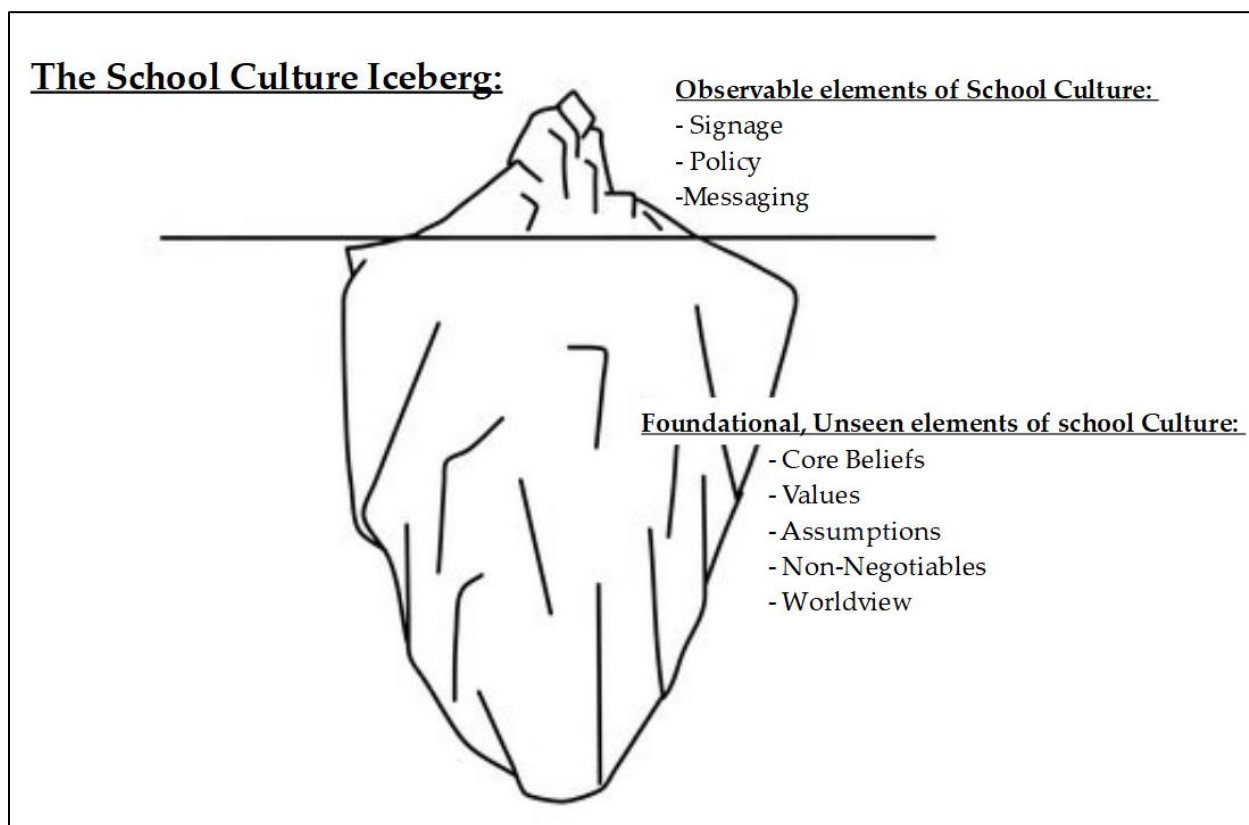 The School Culture Iceberg:
Observable elements of School Culture:
- Signage
- Policy
-Messaging
Foundational, Unseen elements of school Culture:
- Core Beliefs
- Values
- Assumptions
- Non-Negotiables
- Worldview